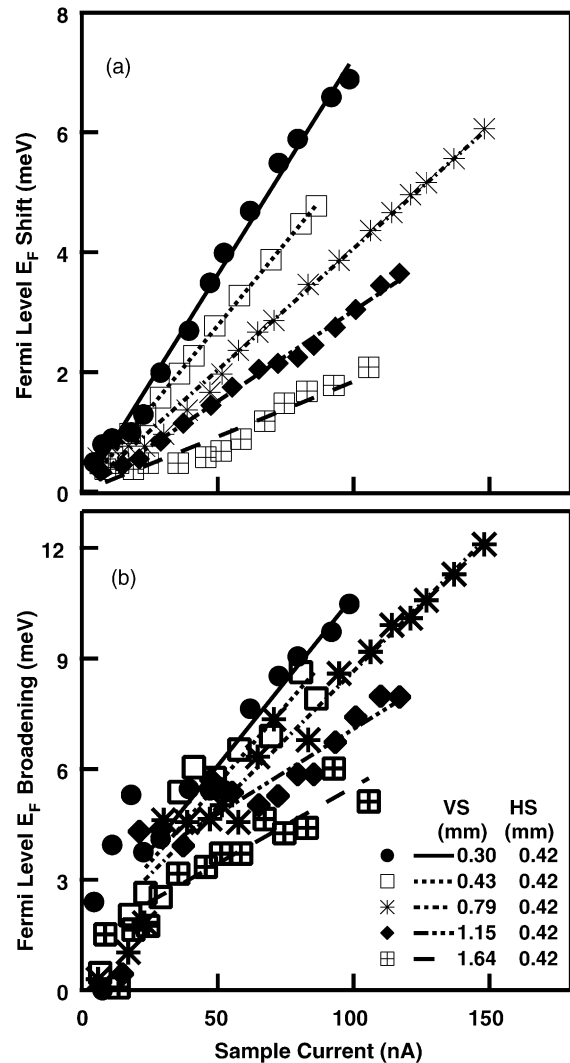 8
(a)
6
4
2
0
Fermi Level EF Shift (meV)
12
(b)
9
6
3
0
Fermi Level EF Broadening (meV)
VS HS
(mm) (mm)
0.30 0.42
0.43 0.42
0.79 0.42
1.15 0.42
1.64 0.42
0 50 100 150
Sample Current (nA)